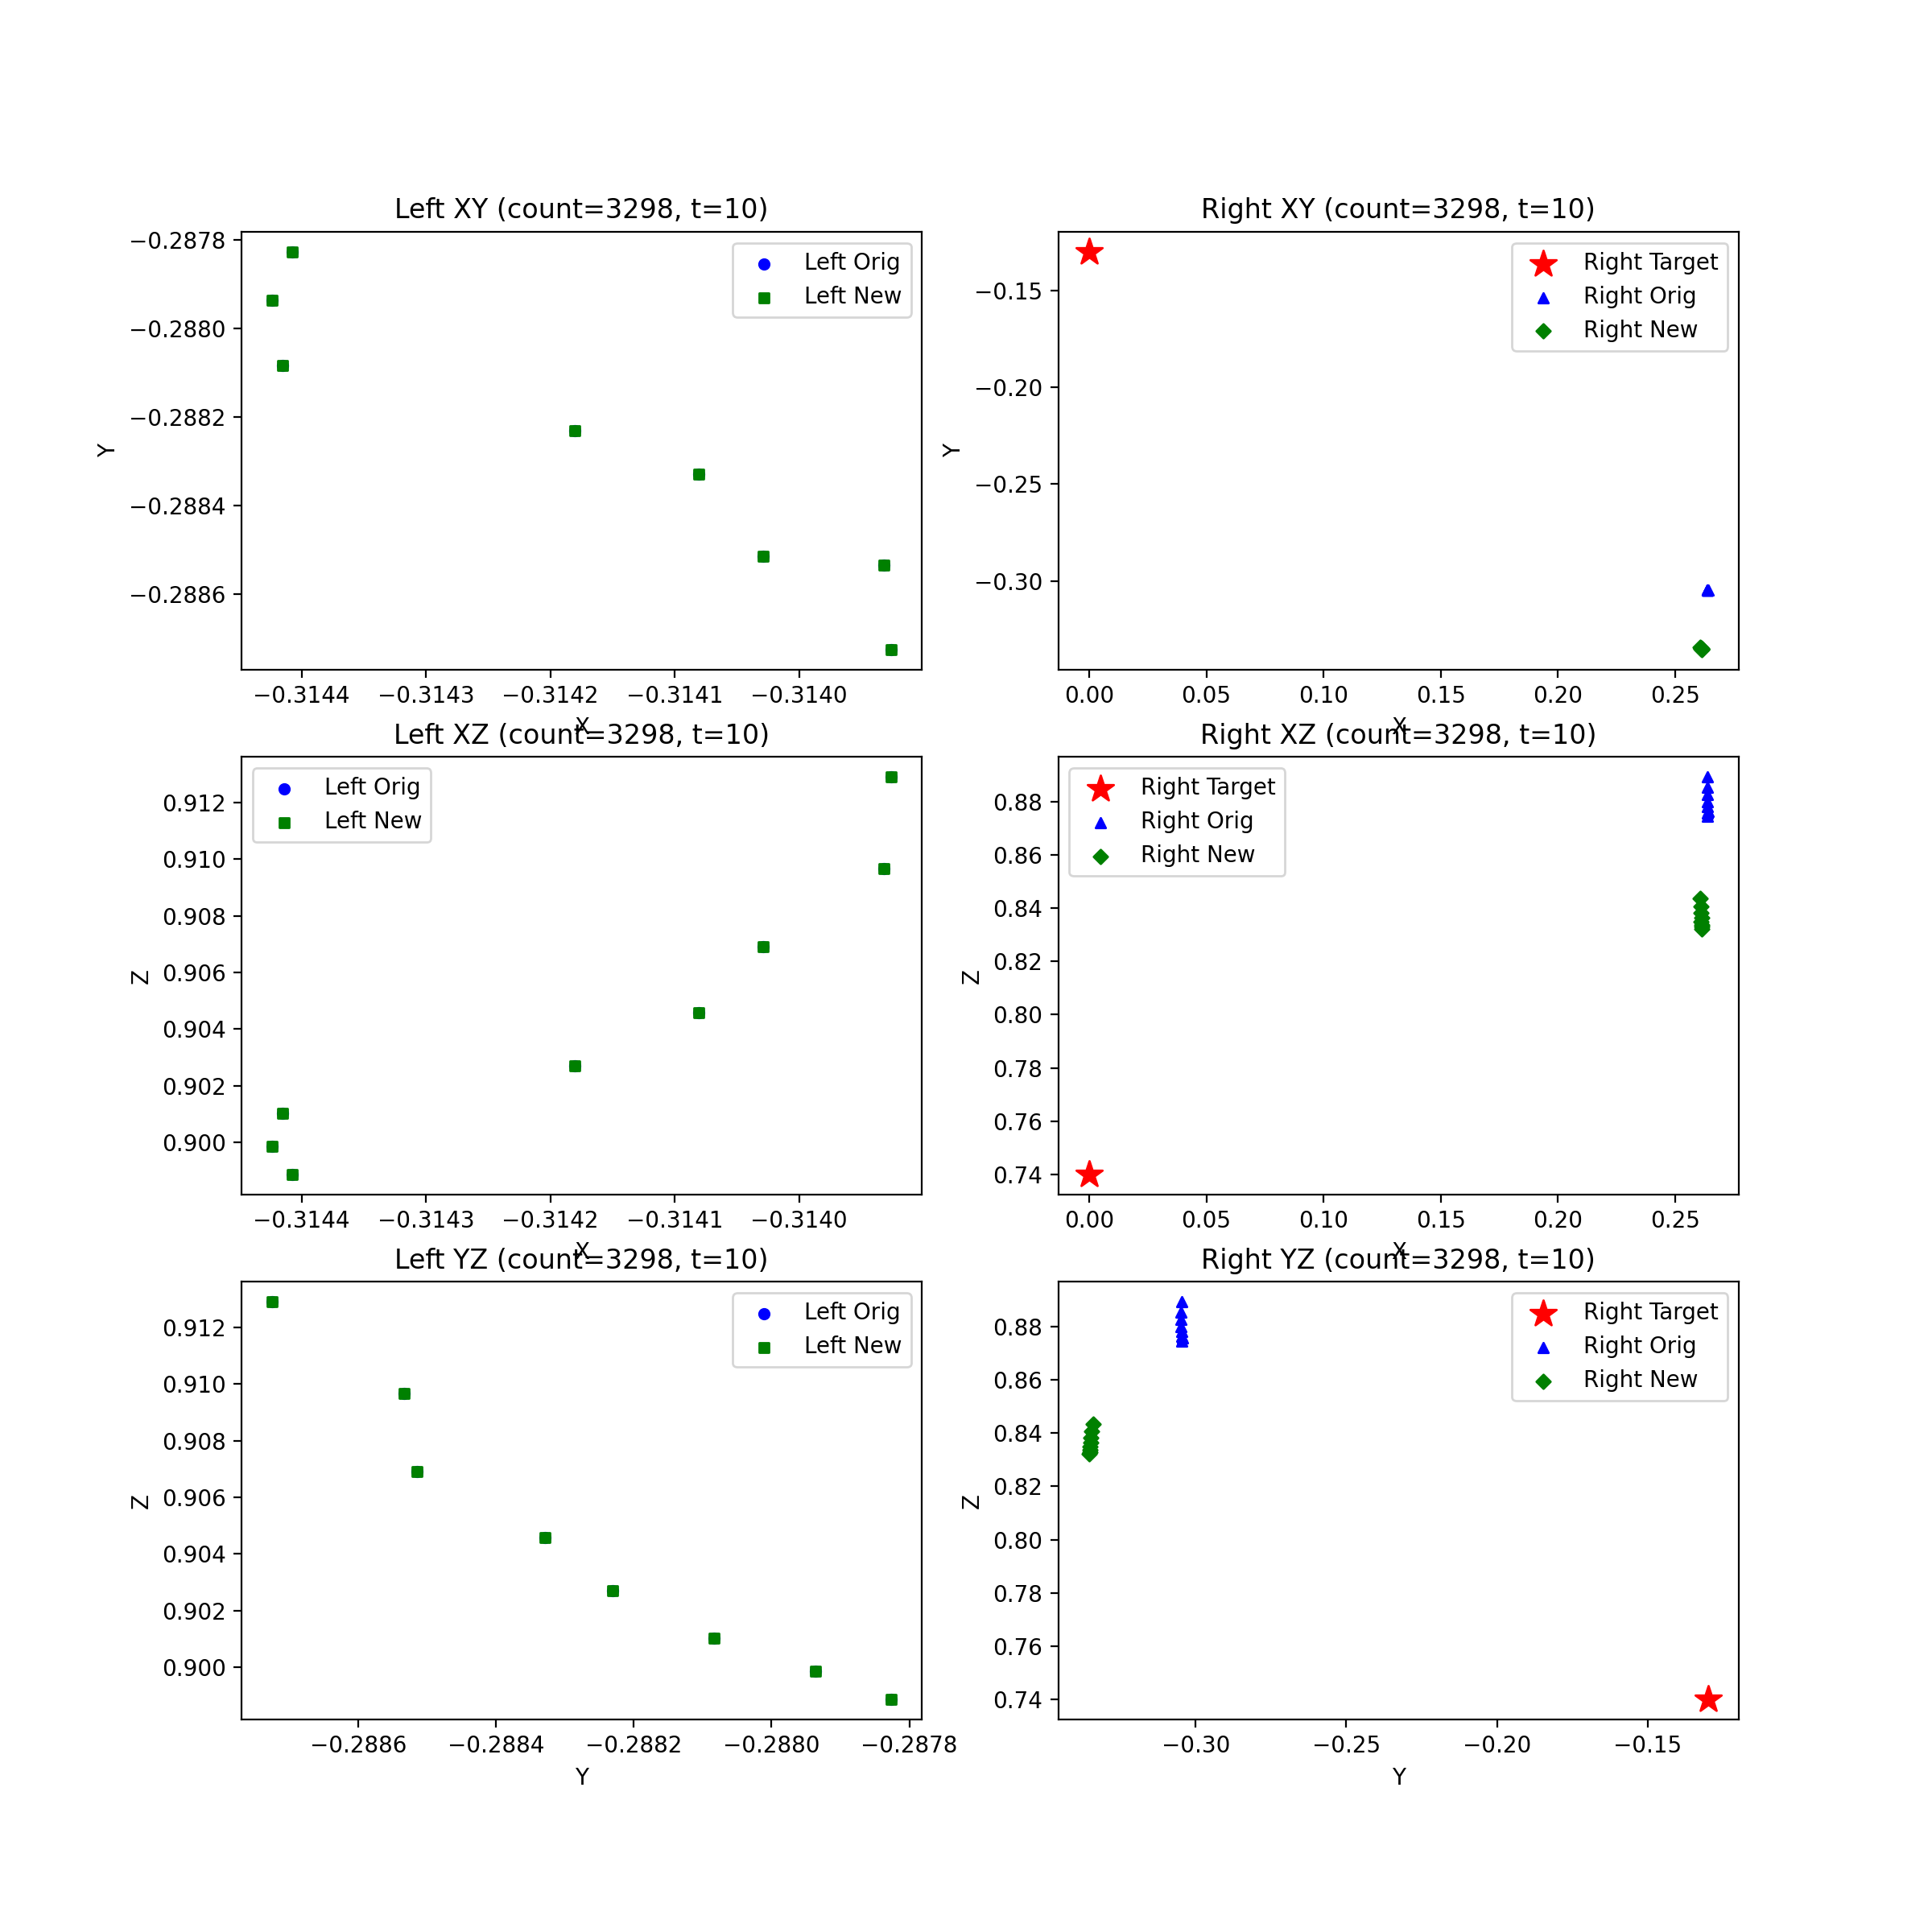 Left XY (count=3298, t=10)
−0.2878
−0.2880
−0.2882
−0.2884
−0.2886
Y
Left Orig
Left New
−0.3144
−0.3143
−0.3142
−0.3141
−0.3140
X
Right XY (count=3298, t=10)
−0.15
−0.20
−0.25
−0.30
Y
Right Target
Right Orig
Right New
0.00
0.05
0.10
0.15
0.20
0.25
X
Left XZ (count=3298, t=10)
0.912
0.910
0.908
0.906
0.904
0.902
0.900
Z
Left Orig
Left New
−0.3144
−0.3143
−0.3142
−0.3141
−0.3140
X
Right XZ (count=3298, t=10)
0.88
0.86
0.84
0.82
0.80
0.78
0.76
0.74
Z
Right Target
Right Orig
Right New
0.00
0.05
0.10
0.15
0.20
0.25
X
Left YZ (count=3298, t=10)
0.912
0.910
0.908
0.906
0.904
0.902
0.900
Z
Left Orig
Left New
−0.2886
−0.2884
−0.2882
−0.2880
−0.2878
Y
Right YZ (count=3298, t=10)
0.88
0.86
0.84
0.82
0.80
0.78
0.76
0.74
Z
Right Target
Right Orig
Right New
−0.30
−0.25
−0.20
−0.15
Y